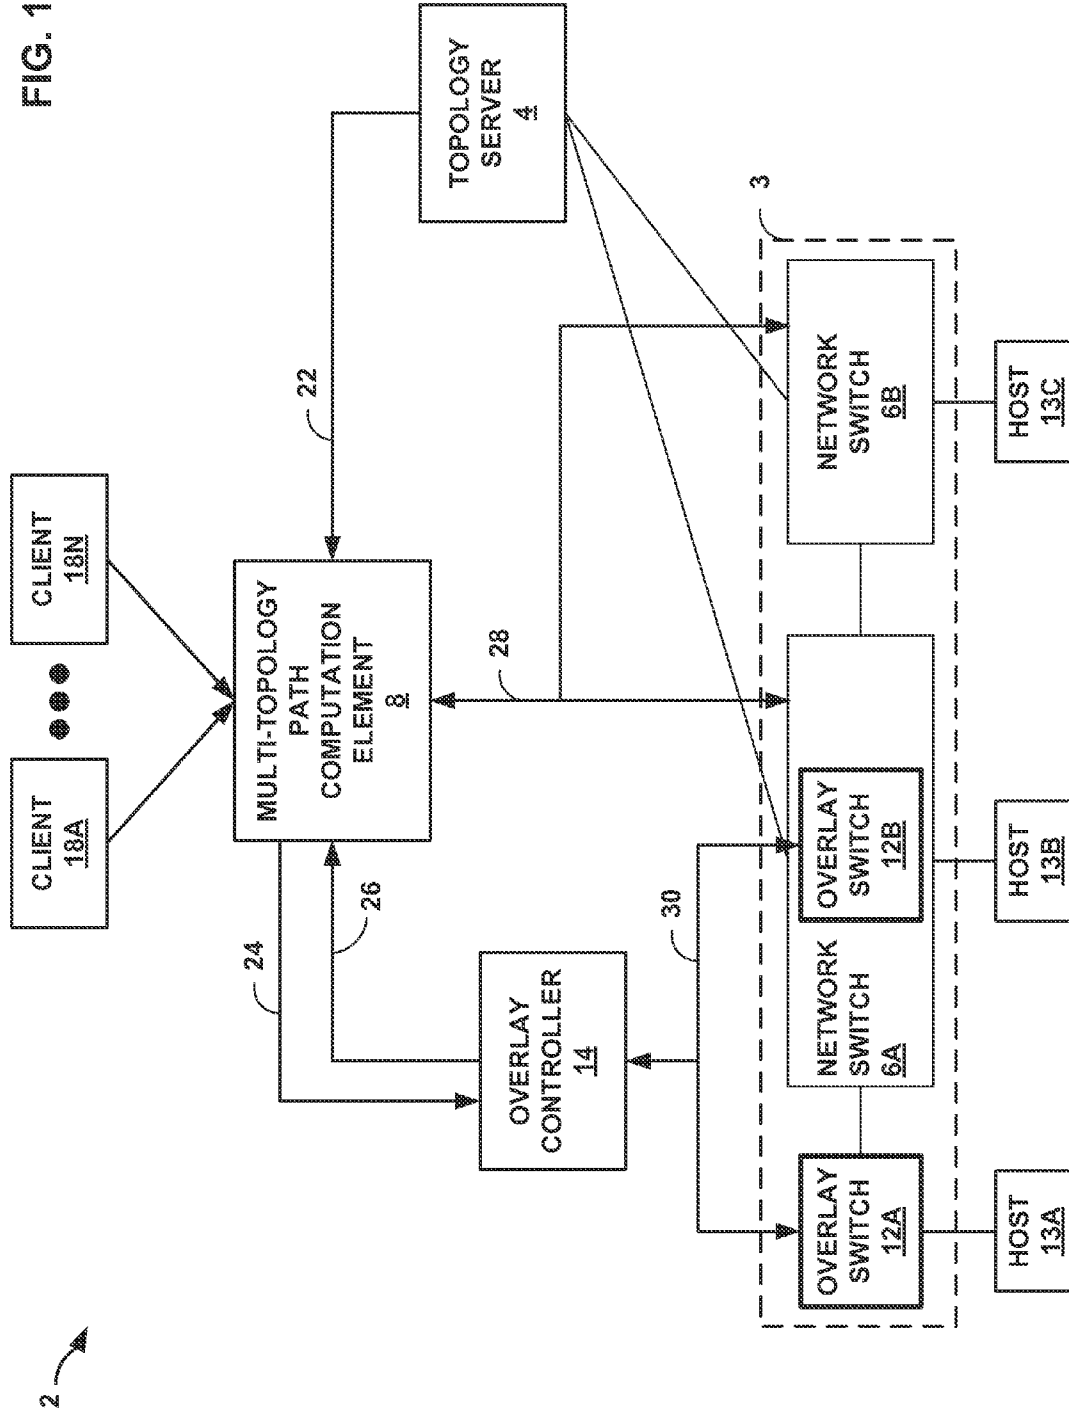 FIG. 1
2
CLIENT
18A
CLIENT
18N
24
26
22
MULTI-TOPOLOGY
PATH
COMPUTATION
ELEMENT
8
TOPOLOGY
SERVER
4
OVERLAY
CONTROLLER
14
28
30
3
OVERLAY
SWITCH
12A
NETWORK
SWITCH
6A
OVERLAY
SWITCH
12B
NETWORK
SWITCH
6B
HOST
13A
HOST
13B
HOST
13C